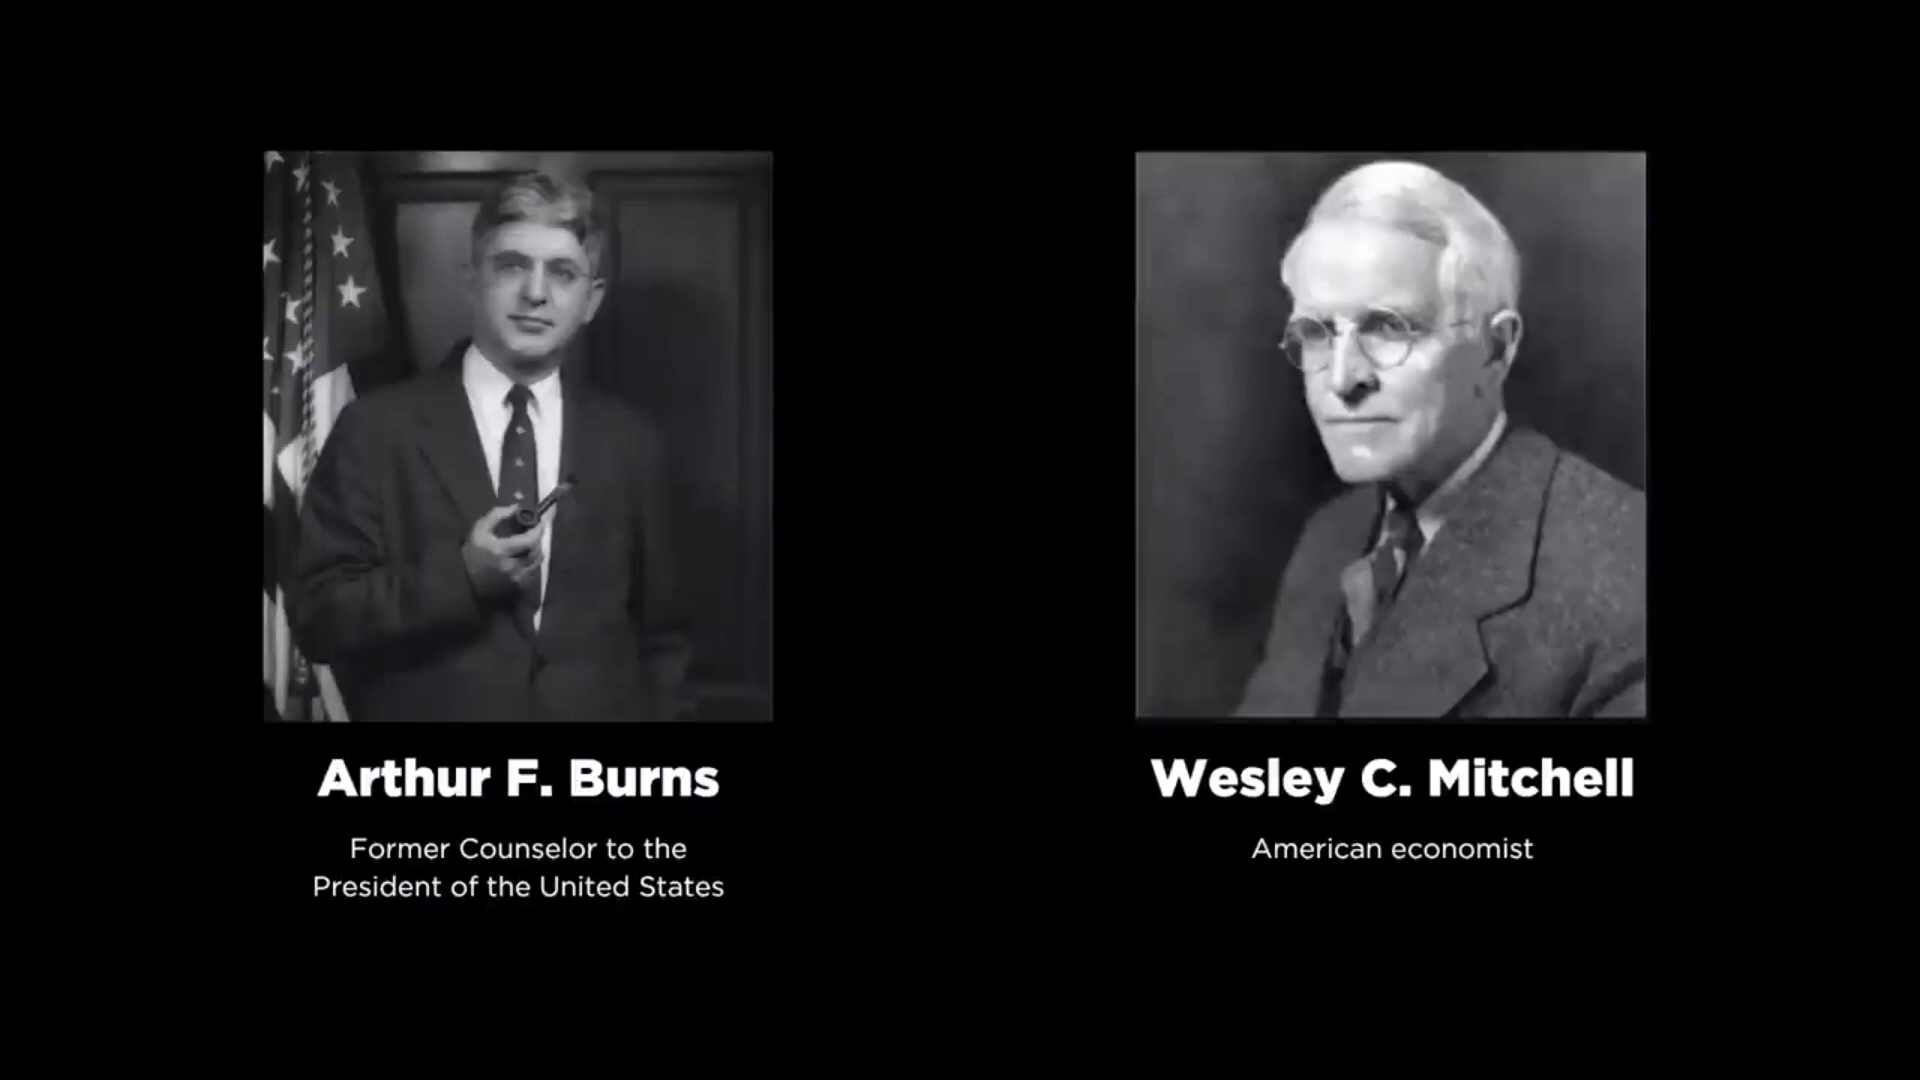 Arthur F. Burns
Former Counselor to the
President of the United States
Wesley C. Mitchell
American economist